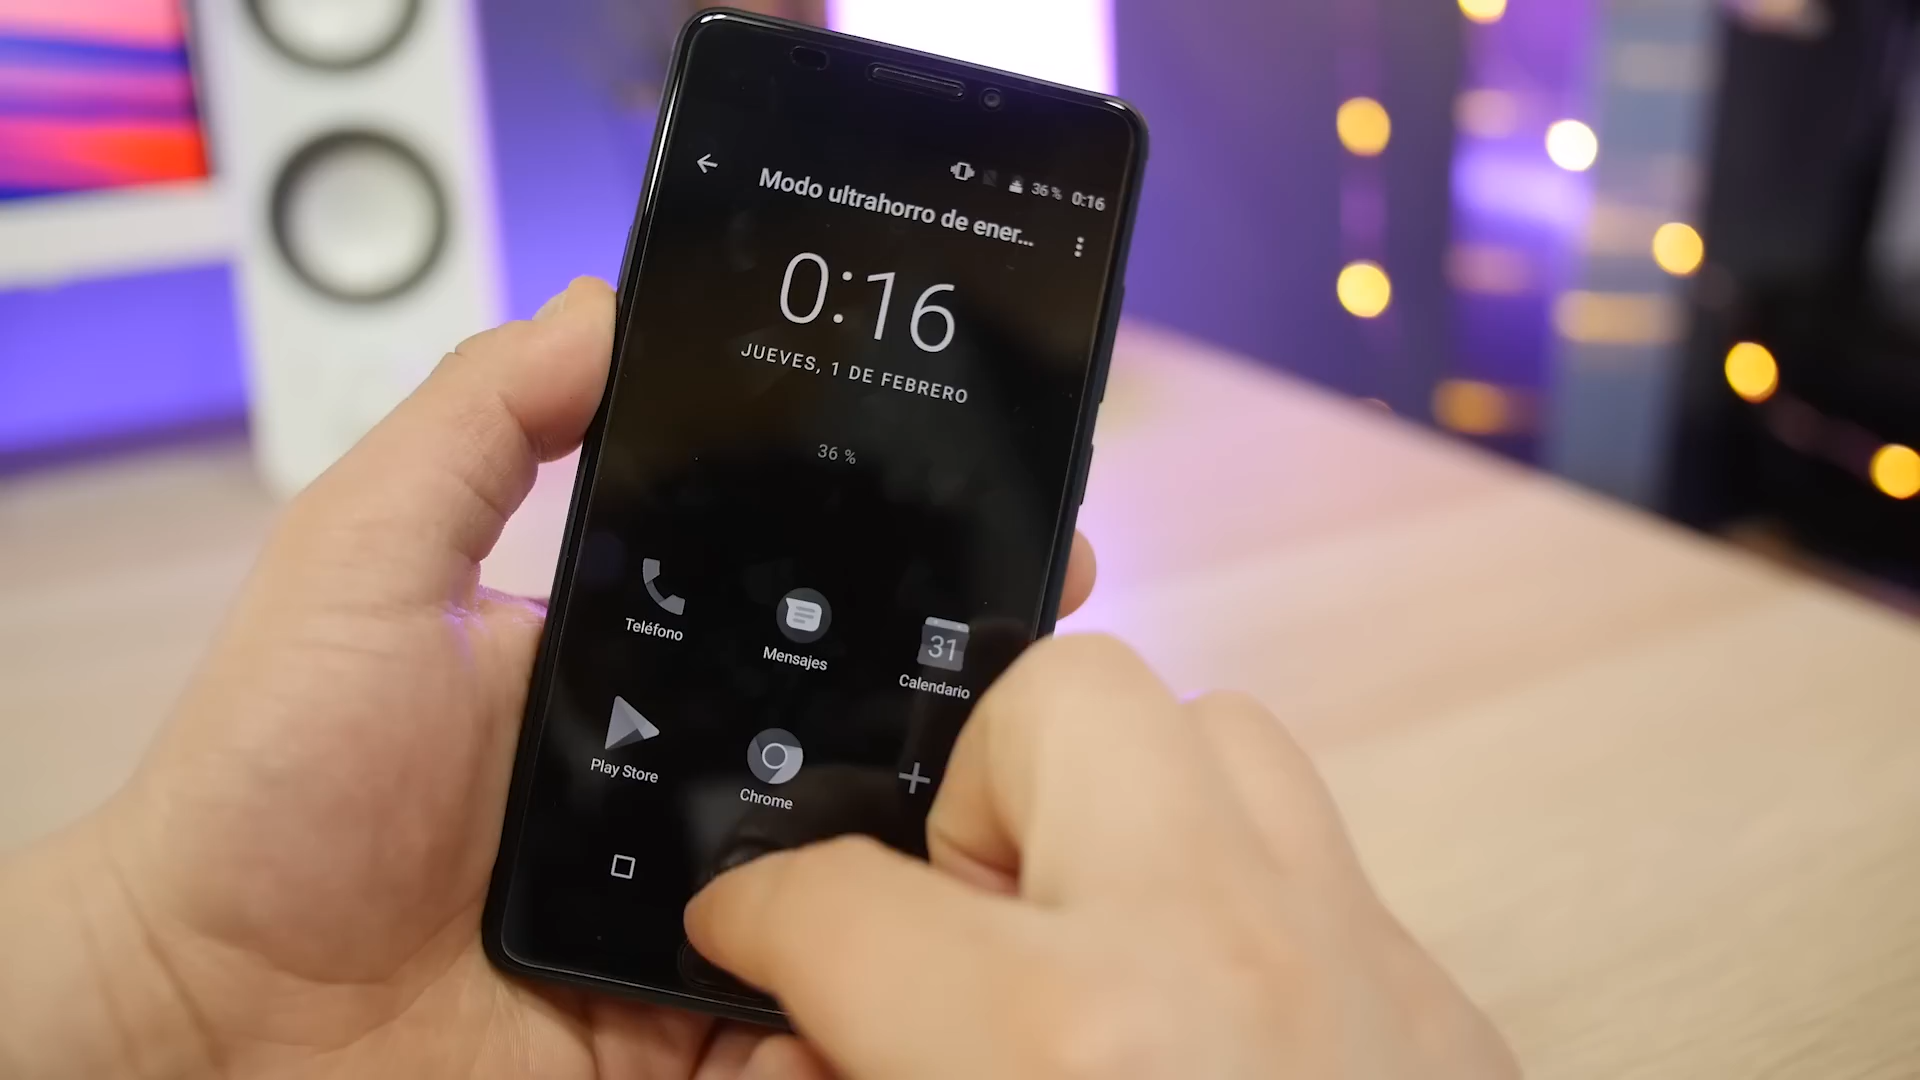 36 % 0:16
Modo ultrahorro de ener...
0:16
JUEVES, 1 DE FEBRERO
36 %
Teléfono
Mensajes
31
Calendario
Play Store
Chrome